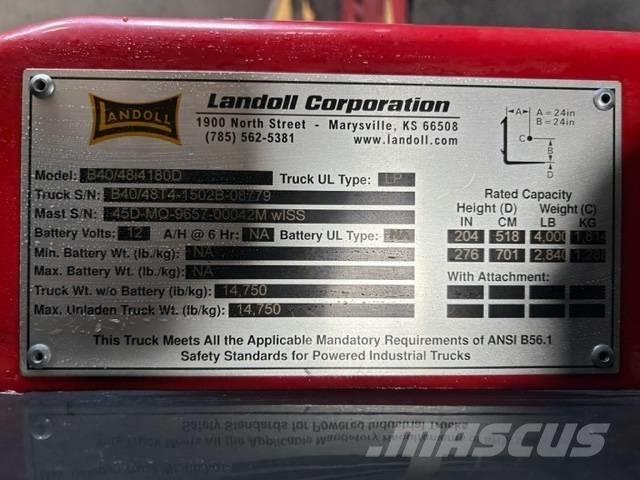 LANDOLL
Landoll Corporation
1900 North Street - Marysville, KS 66508
(785) 562-5381 www.landoll.com
A = 24in
B = 24in
A
C
B
D
Model: B40/48i4180D Truck UL Type: LP
Truck S/N: B40/4814-1502B-08779
Mast S/N: 45D-MQ-9657-00042M wISS
Battery Volts: 12 A/H @ 6 Hr: NA Battery UL Type:
Min. Battery Wt. (lb/kg): NA
Max. Battery Wt. (lb/kg): NA
Truck Wt. w/o Battery (lb/kg): 14,750
Max. Unladen Truck Wt. (lb/kg): 14,750
Rated Capacity
Height (D) Weight (C)
IN CM LB KG
204 518 4,000
276 701 2,840
With Attachment:
This Truck Meets All the Applicable Mandatory Requirements of ANSI B56.1
Safety Standards for Powered Industrial Trucks
MASCUS